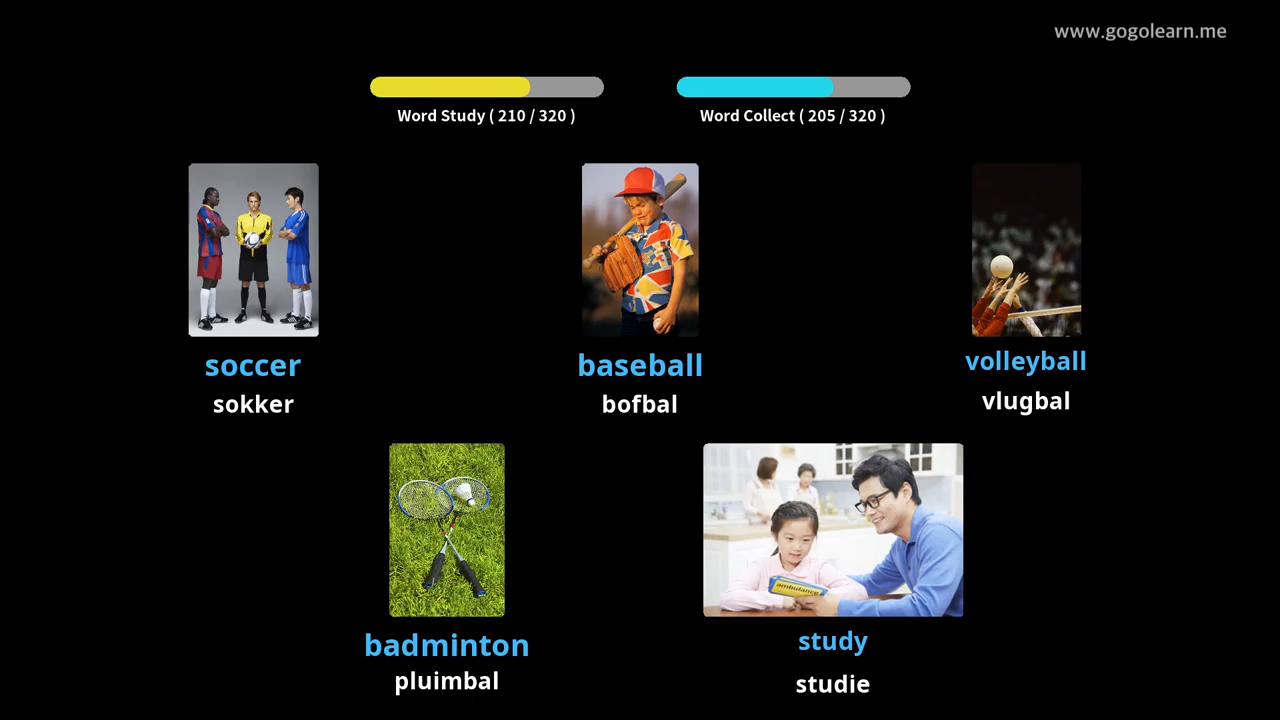 www.gogolearn.me
Word Study ( 210 / 320 )
Word Collect ( 205 / 320 )
soccer
sokker
baseball
bofbal
volleyball
vlugbal
badminton
pluimbal
ambulance
study
studie